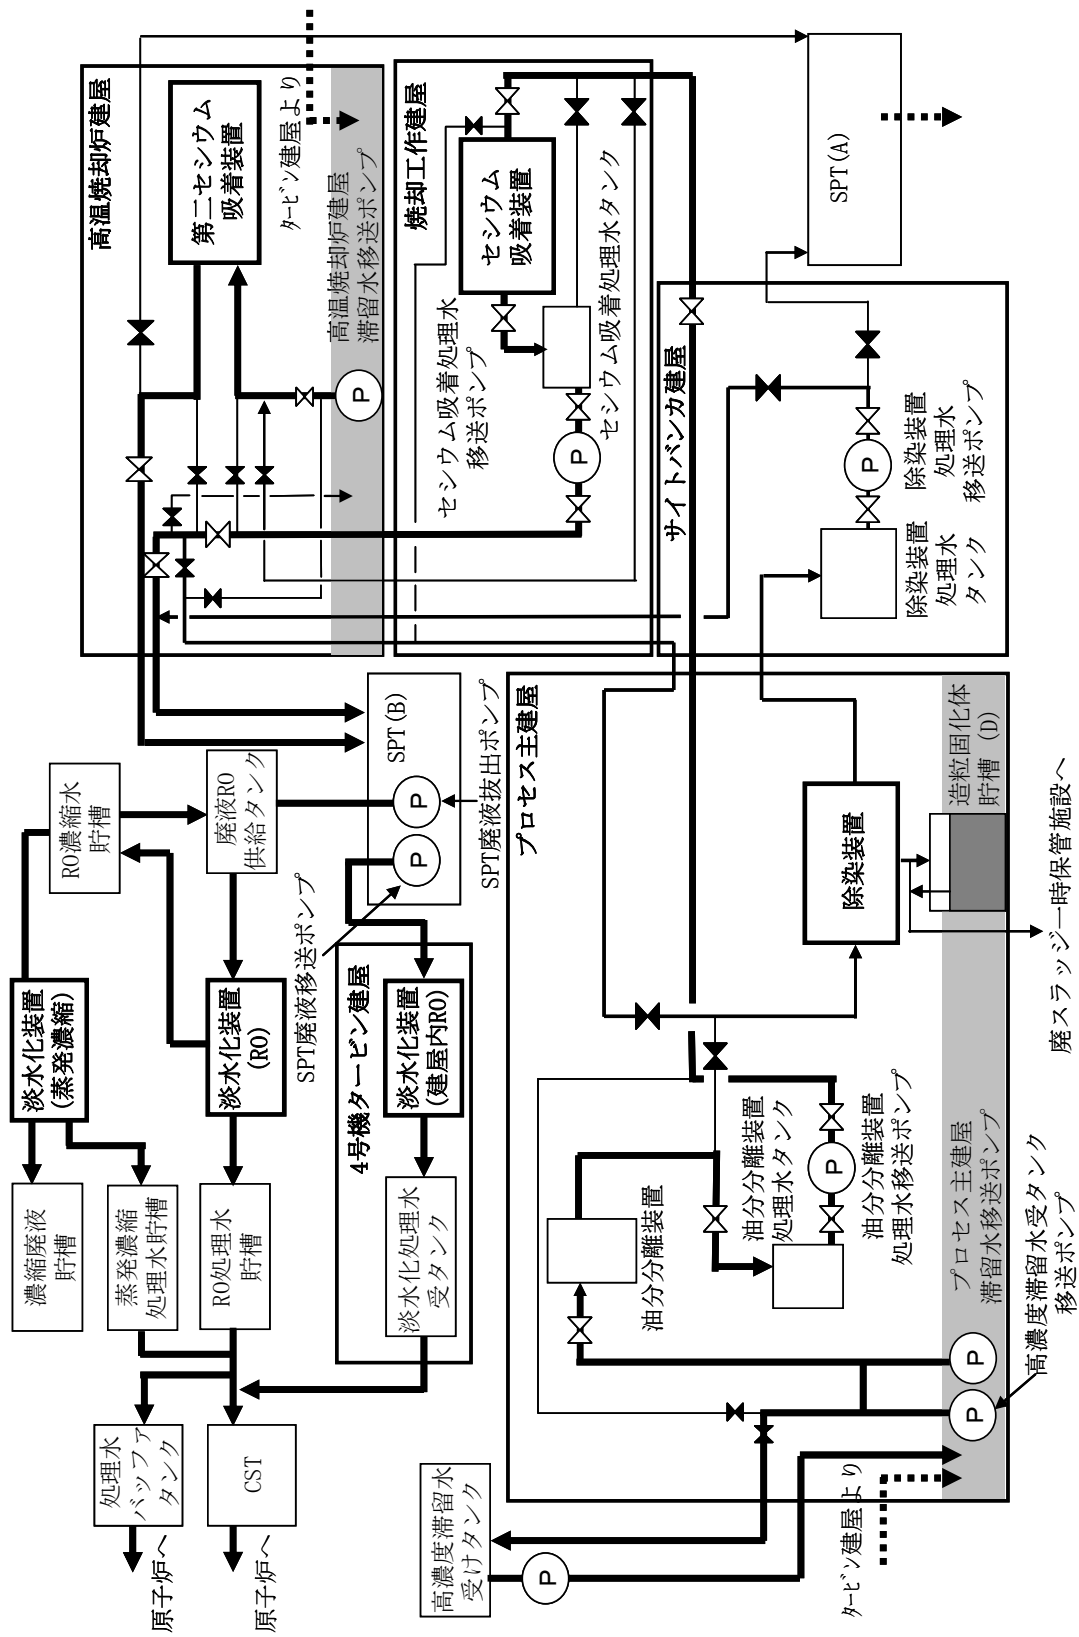 高温焼却炉建屋
第二セシウム
吸着装置
タービン建屋より
高温焼却炉建屋
滞留水移送ポンプ
P
焼却工作建屋
セシウム
吸着装置
セシウム吸着処理水
移送ポンプ
セシウム吸着処理水タンク
P
SPT(A)
サイトバンカ建屋
P
除染装置
処理水
移送ポンプ
除染装置
処理水
タンク
SPT(B)
P
P
SPT廃液抜出ポンプ
SPT廃液移送ポンプ
RO濃縮水
貯槽
廃液RO
供給タンク
淡水化装置
(蒸発濃縮)
淡水化装置
(RO)
4号機タービン建屋
淡水化装置
(建屋内RO)
淡水化処理水
受タンク
濃縮廃液
貯槽
蒸発濃縮
処理水貯槽
RO処理水
貯槽
処理水
バッファ
タンク
CST
原子炉へ
原子炉へ
プロセス主建屋
除染装置
造粒固化体
貯槽(D)
廃スラッジ一時保管施設へ
油分分離装置
油分分離装置
処理水タンク
油分分離装置
処理水移送ポンプ
P
プロセス主建屋
滞留水移送ポンプ
P
P
高濃度滞留水受タンク
移送ポンプ
高濃度滞留水
受けタンク
P
タービン建屋より